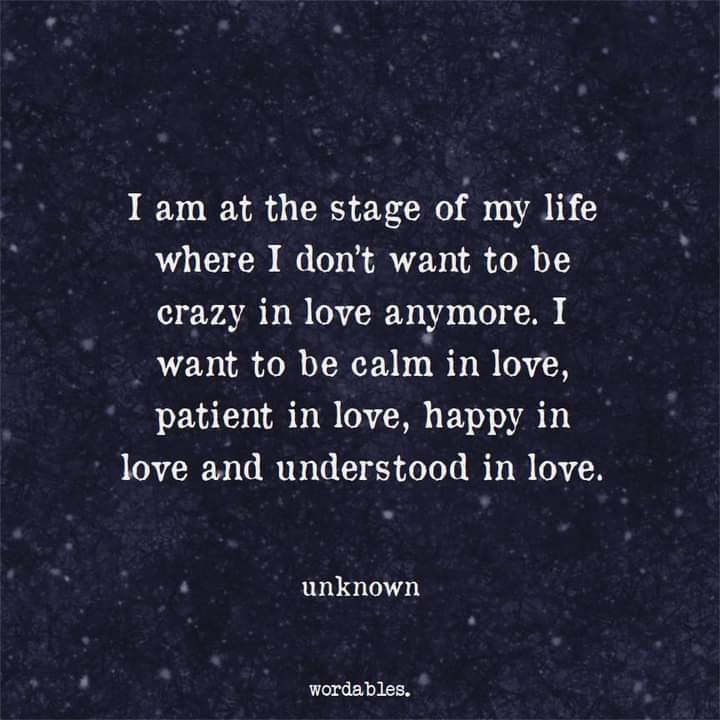 I am at the stage of my life
where I don't want to be
crazy in love anymore. I
want to be calm in love,
patient in love, happy in
love and understood in love.
unknown
wordables.